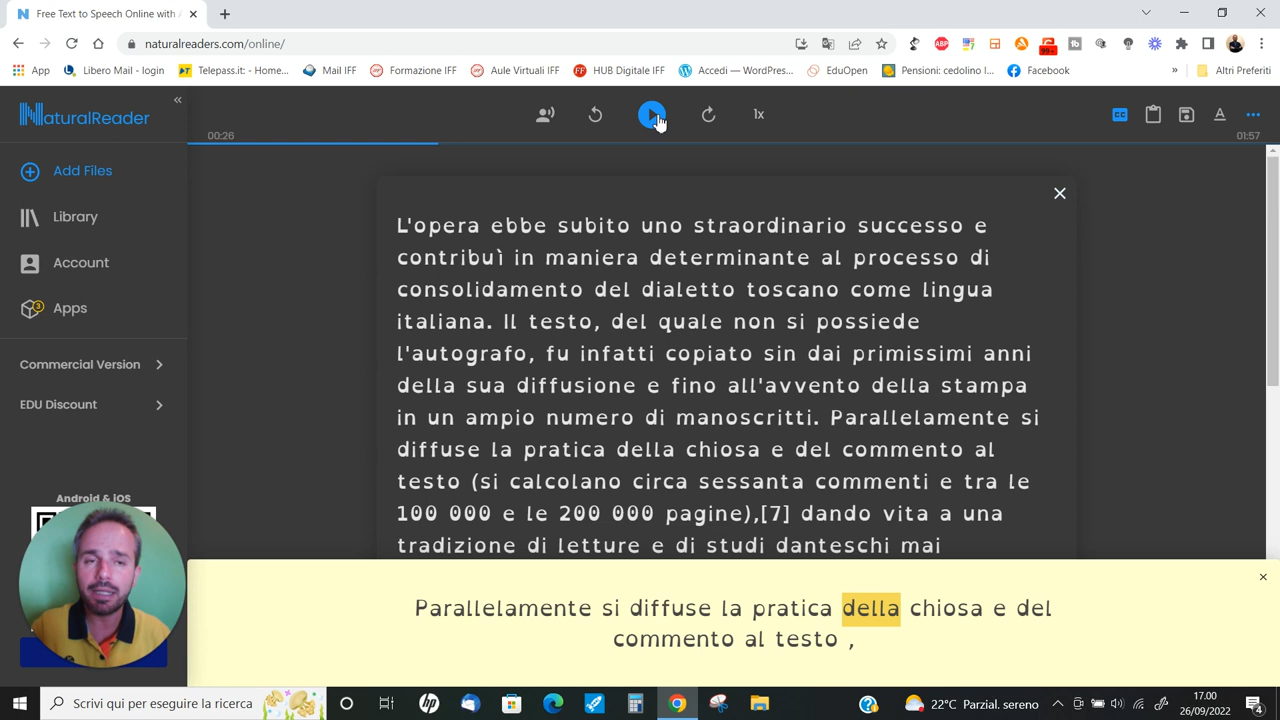 Free Text to Speech Online with A
naturalreaders.com/online/
App
Libero Mail - login
Telepass.it: - Home...
Mail IFF
Formazione IFF
Aule Virtuali IFF
HUB Digitale IFF
Accedi — WordPres...
EduOpen
Pensioni: cedolino I...
Facebook
»
Altri Preferiti
NaturalReader
«
1x
00:26
01:57
Add Files
Library
Account
3
Apps
Commercial Version
EDU Discount
Android & iOS
L'opera ebbe subito uno straordinario successo e
contribuì in maniera determinante al processo di
consolidamento del dialetto toscano come lingua
italiana. Il testo, del quale non si possiede
l'autografo, fu infatti copiato sin dai primissimi anni
della sua diffusione e fino all'avvento della stampa
in un ampio numero di manoscritti. Parallelamente si
diffuse la pratica della chiosa e del commento al
testo (si calcolano circa sessanta commenti e tra le
100 000 e le 200 000 pagine),[7] dando vita a una
tradizione di letture e di studi danteschi mai
Parallelamente si diffuse la pratica della chiosa e del
commento al testo ,
Scrivi qui per eseguire la ricerca
22°C Parzial. sereno
17.00
26/09/2022
4